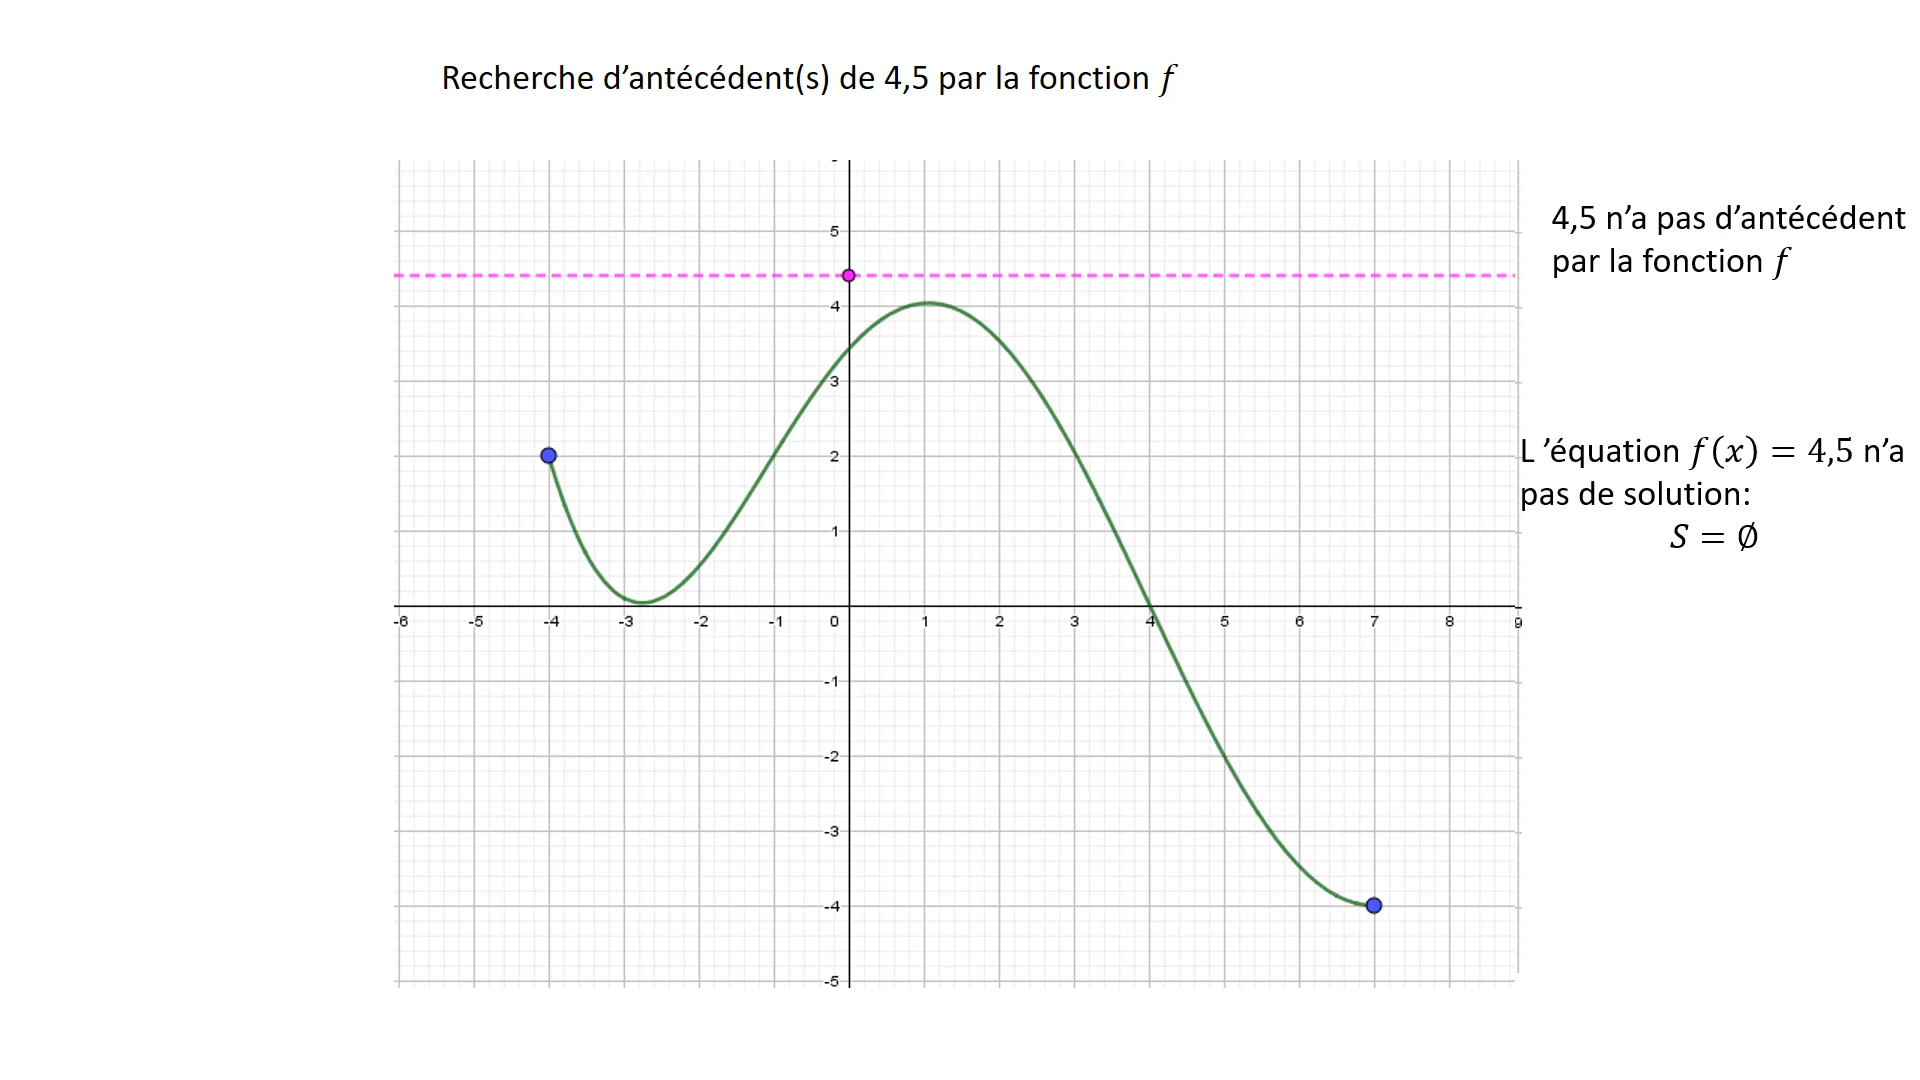 Recherche d’antécédent(s) de 4,5 par la fonction f
4,5 n’a pas d’antécédent
par la fonction f
5
4
3
2
1
-6 -5 -4 -3 -2 -1 0 1 2 3 4 5 6 7 8 9
-1
-2
-3
-4
-5
L ’équation f(x) = 4,5 n’a
pas de solution:
S = ∅